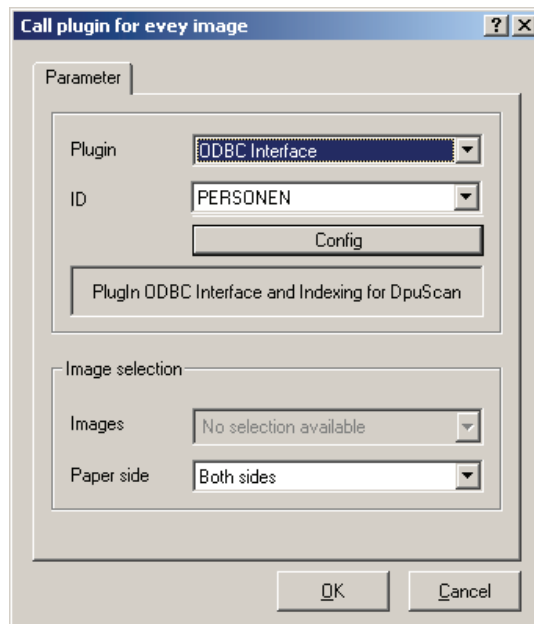 Call plugin for evey image
Parameter
Plugin ODBC Interface
ID PERSONEN
Config
PlugIn ODBC Interface and Indexing for DpuScan
Image selection
Images No selection available
Paper side Both sides
OK Cancel